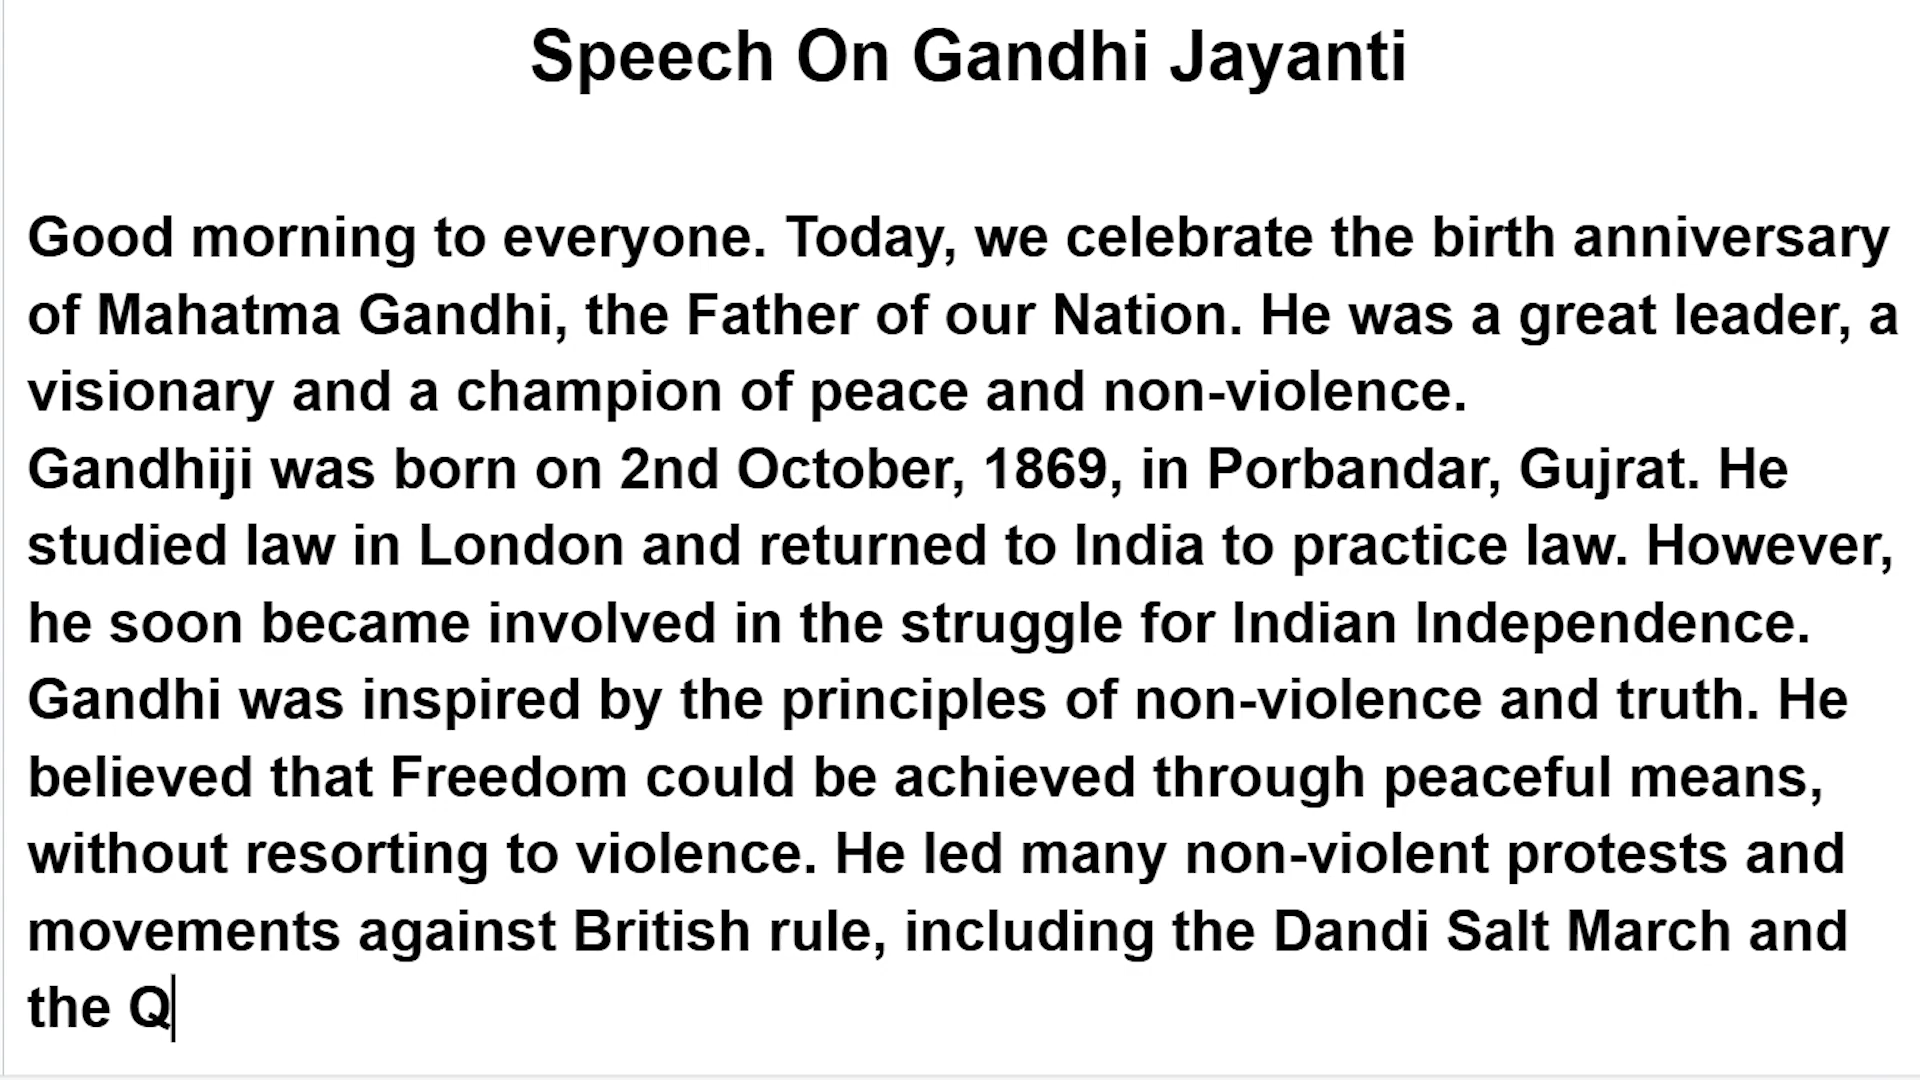 Speech On Gandhi Jayanti
Good morning to everyone. Today, we celebrate the birth anniversary
of Mahatma Gandhi, the Father of our Nation. He was a great leader, a
visionary and a champion of peace and non-violence.
Gandhiji was born on 2nd October, 1869, in Porbandar, Gujrat. He
studied law in London and returned to India to practice law. However,
he soon became involved in the struggle for Indian Independence.
Gandhi was inspired by the principles of non-violence and truth. He
believed that Freedom could be achieved through peaceful means,
without resorting to violence. He led many non-violent protests and
movements against British rule, including the Dandi Salt March and
the Q